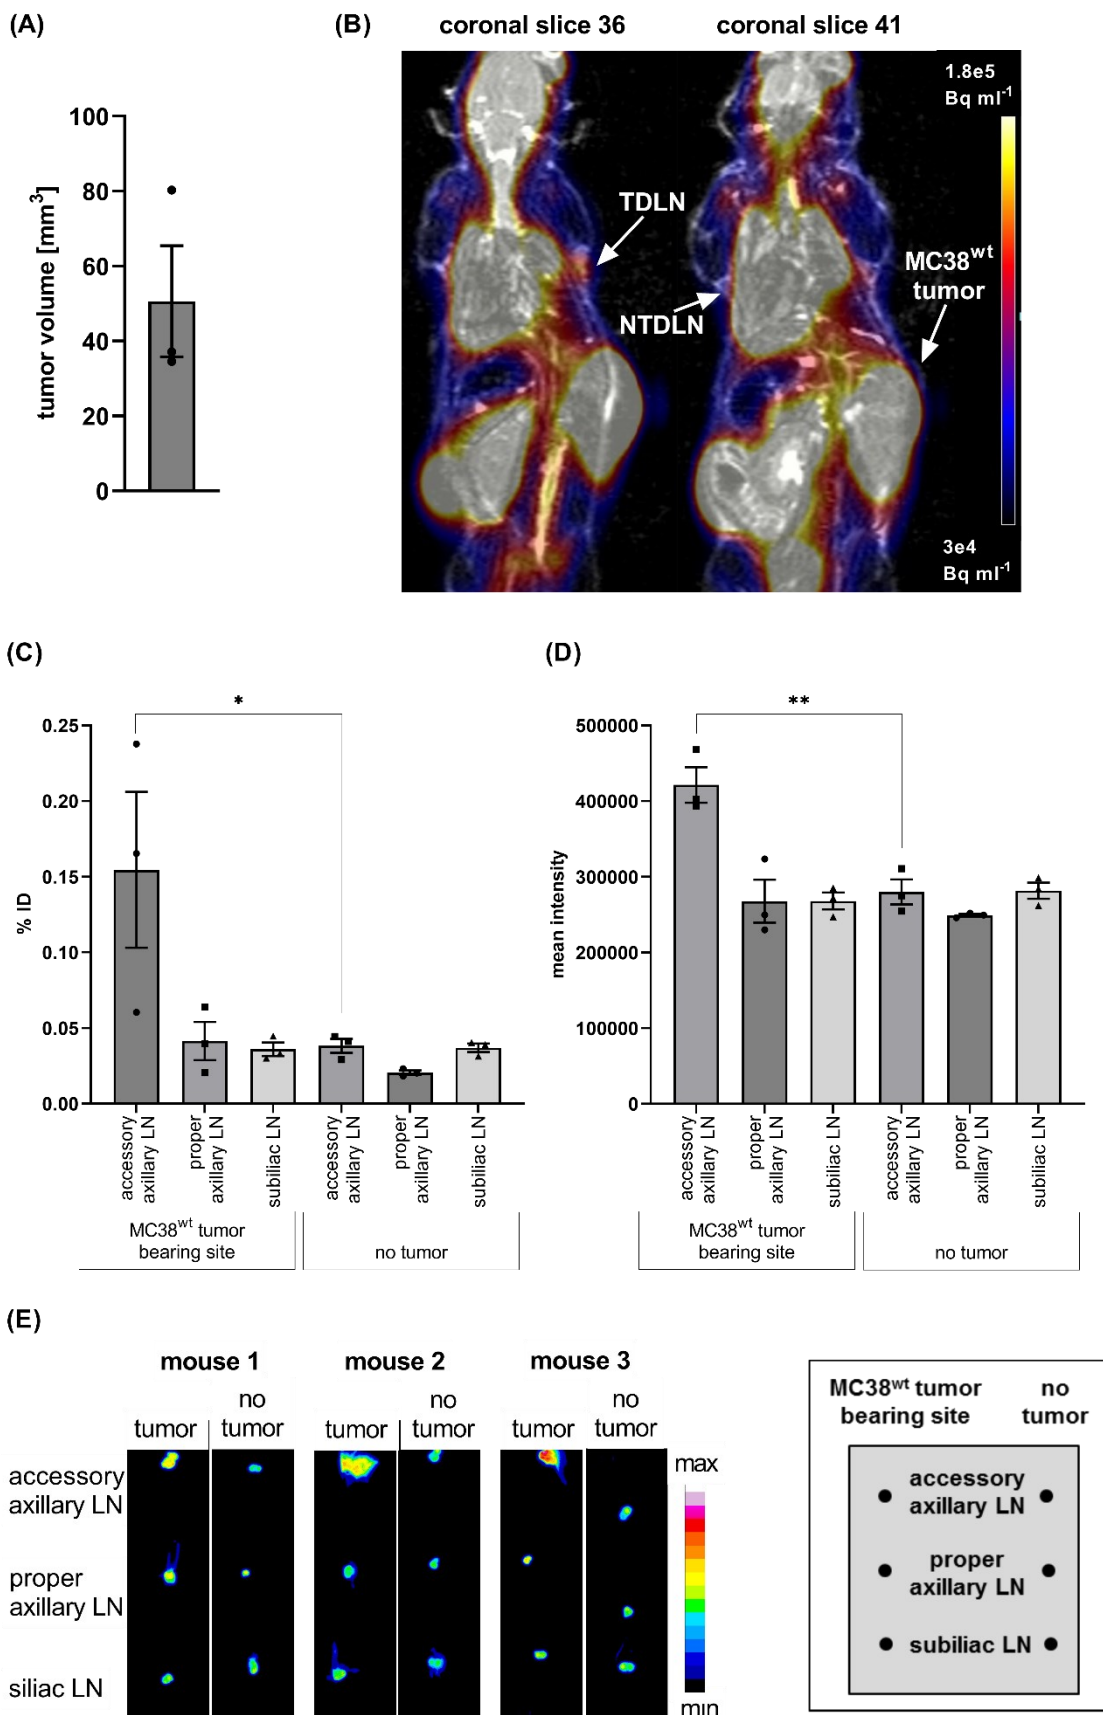 (A)
(B)
coronal slice 36
coronal slice 41
100
80
60
40
20
0
tumor volume [mm³]
TDLN
NTDLN
MC38ʷᵗ
tumor
1.8e5
Bq ml⁻¹
3e4
Bq ml⁻¹
(C)
*
0.25
0.20
0.15
0.10
0.05
0.00
% ID
accessory
axillary LN
proper
axillary LN
subiliac LN
accessory
axillary LN
proper
axillary LN
subiliac LN
MC38ʷᵗ tumor
bearing site
no tumor
(D)
**
500000
400000
300000
200000
100000
0
mean intensity
accessory
axillary LN
proper
axillary LN
subiliac LN
accessory
axillary LN
proper
axillary LN
subiliac LN
MC38ʷᵗ tumor
bearing site
no tumor
(E)
mouse 1
mouse 2
mouse 3
tumor
no
tumor
tumor
no
tumor
tumor
no
tumor
accessory
axillary LN
proper
axillary LN
siliac LN
max
min
MC38ʷᵗ tumor
bearing site
no
tumor
accessory
axillary LN
proper
axillary LN
subiliac LN